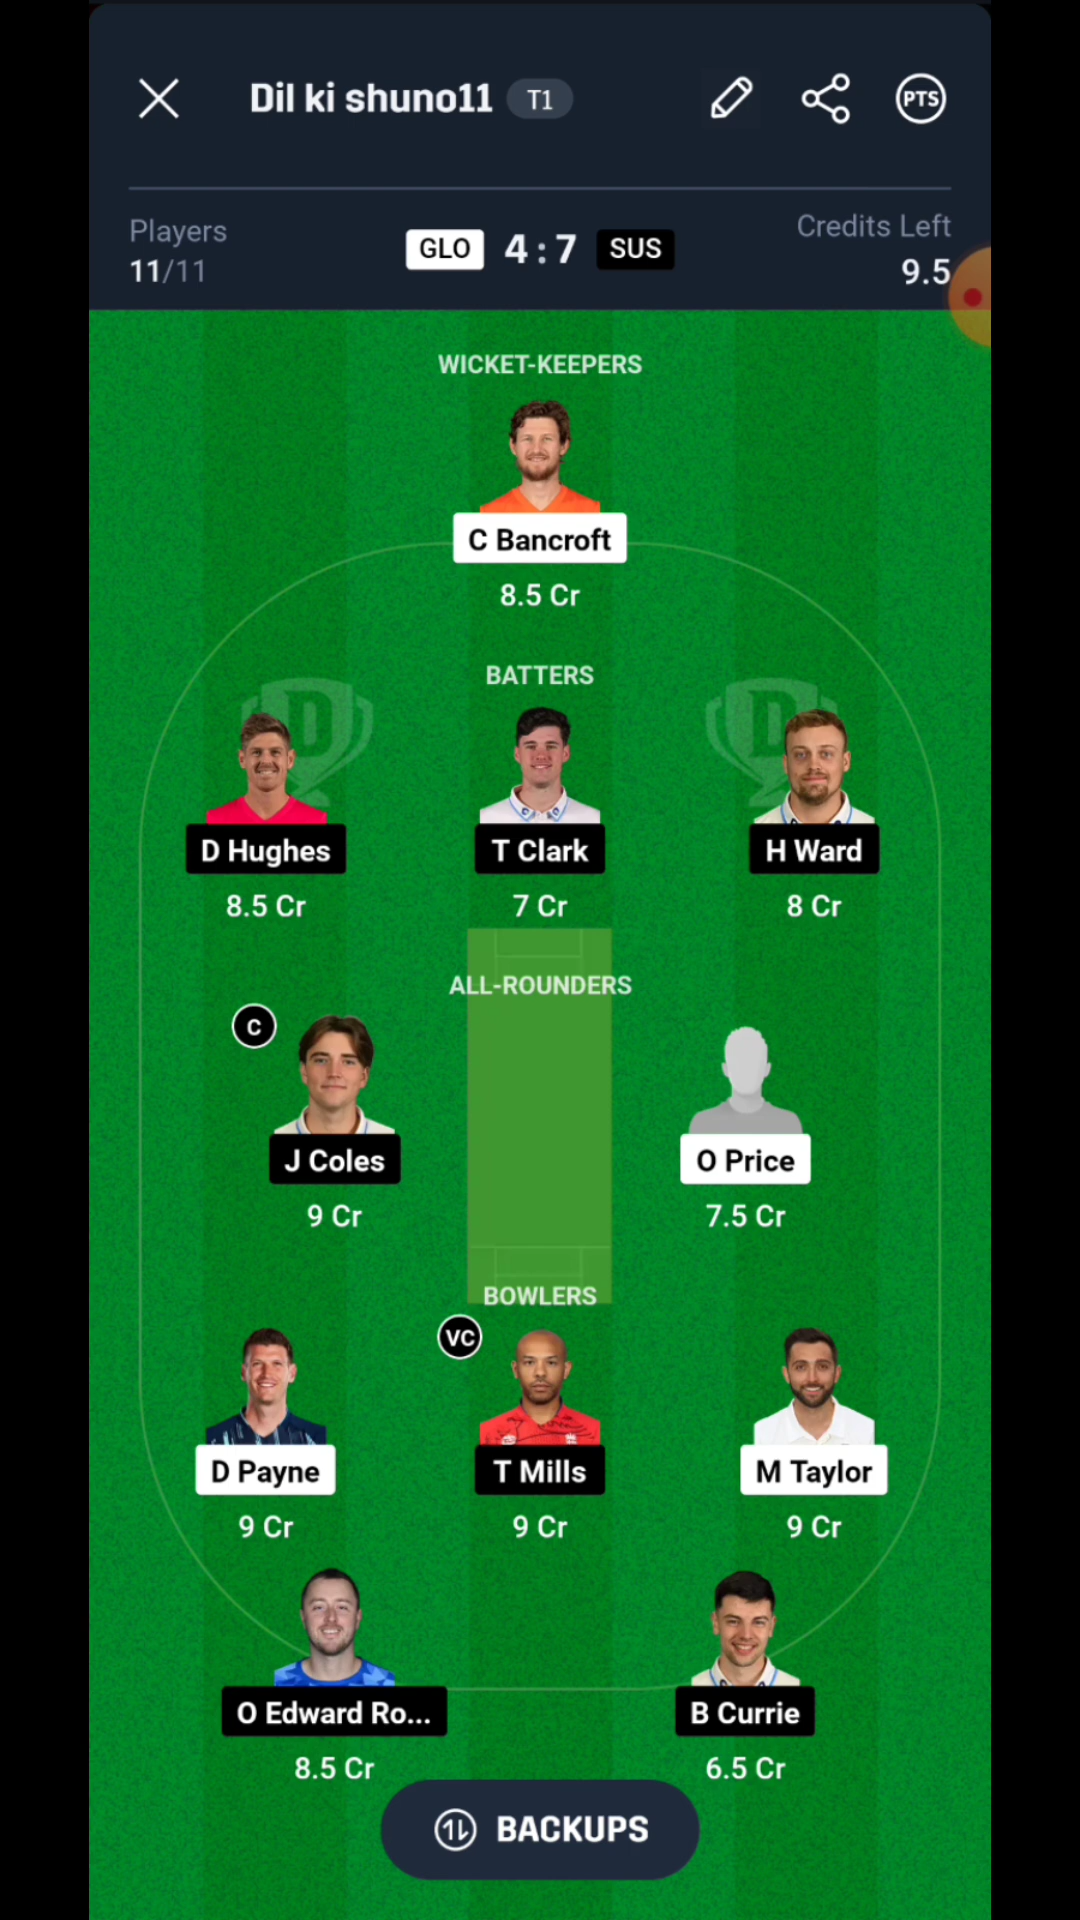 Dil ki shuno11 T1
PTS
Players
11/11
GLO 4 : 7 SUS
Credits Left
9.5
WICKET-KEEPERS
C Bancroft
8.5 Cr
BATTERS
D Hughes T Clark H Ward
8.5 Cr 7 Cr 8 Cr
ALL-ROUNDERS
C
J Coles O Price
9 Cr 7.5 Cr
BOWLERS
VC
D Payne T Mills M Taylor
9 Cr 9 Cr 9 Cr
O Edward Ro... B Currie
8.5 Cr 6.5 Cr
BACKUPS